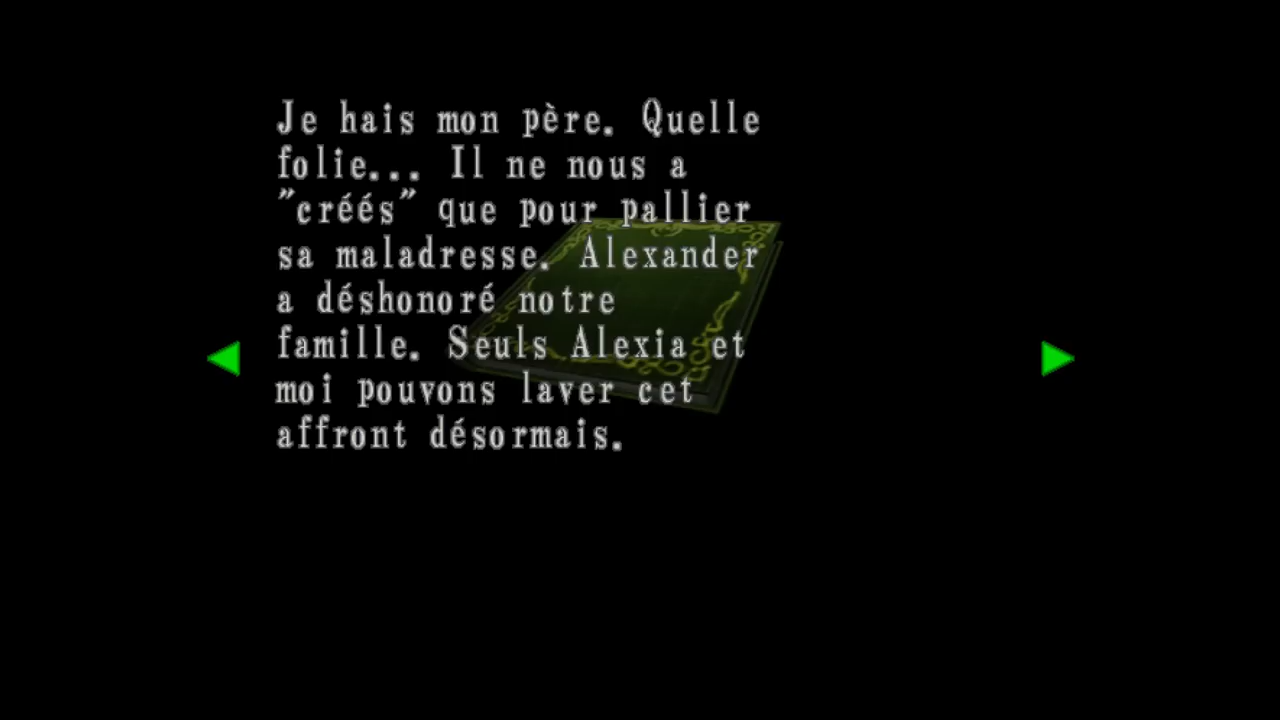 Je hais mon père. Quelle
folie... Il ne nous a
"créés" que pour pallier
sa maladresse. Alexander
a déshonoré notre
famille. Seuls Alexia et
moi pouvons laver cet
affront désormais.